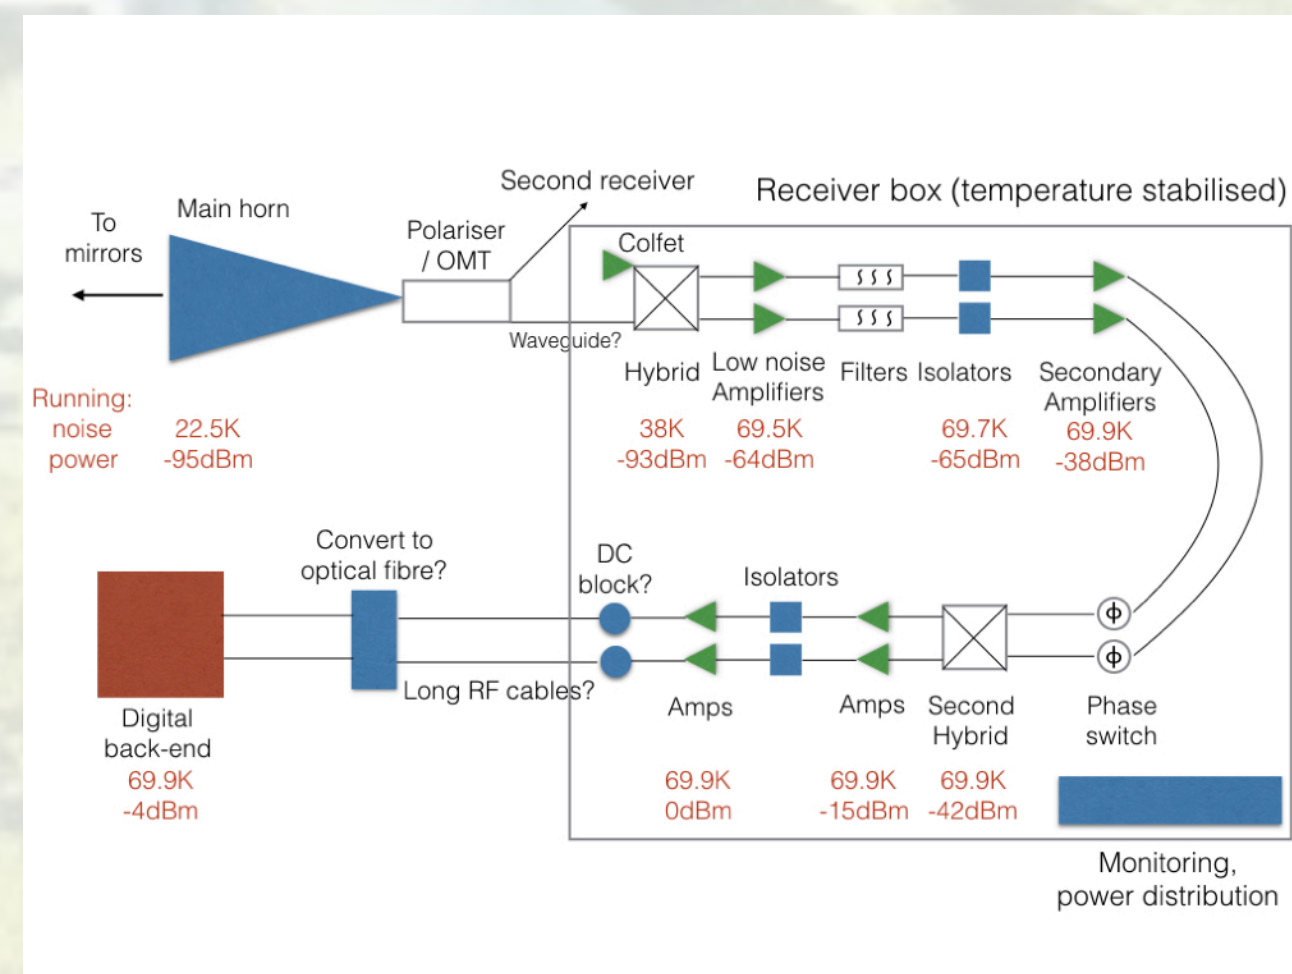 Receiver box (temperature stabilised)
Second receiver
Main horn
To
mirrors
Polariser
/ OMT
Colfet
Waveguide?
Hybrid
Low noise
Amplifiers
Filters
Isolators
Secondary
Amplifiers
Running:
noise
power
22.5K
-95dBm
38K
-93dBm
69.5K
-64dBm
69.7K
-65dBm
69.9K
-38dBm
Convert to
optical fibre?
DC
block?
Isolators
ϕ
ϕ
Long RF cables?
Digital
back-end
69.9K
-4dBm
Amps
69.9K
0dBm
Amps
69.9K
-15dBm
Second
Hybrid
69.9K
-42dBm
Phase
switch
Monitoring,
power distribution